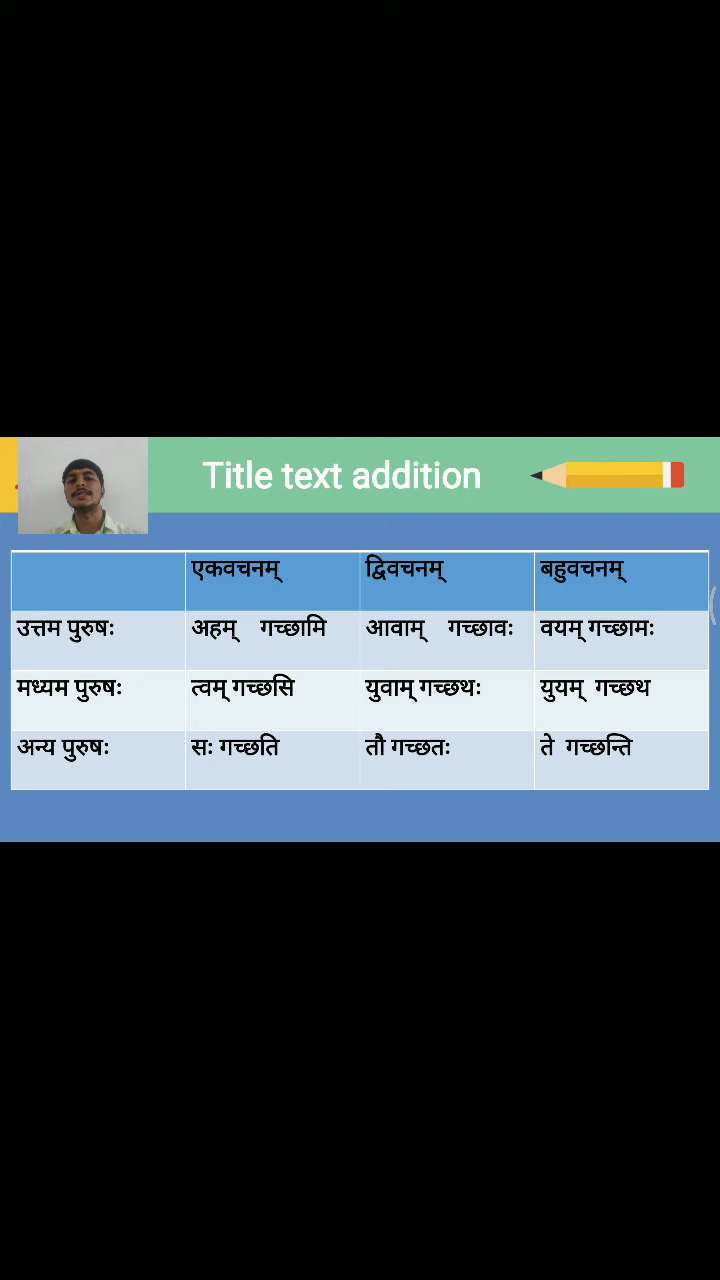 Title text addition
एकवचनम् द्विवचनम् बहुवचनम्
उत्तम पुरुषः अहम् गच्छामि आवाम् गच्छावः वयम् गच्छामः
मध्यम पुरुषः त्वम् गच्छसि युवाम् गच्छथः युयम् गच्छथ
अन्य पुरुषः सः गच्छति तौ गच्छतः ते गच्छन्ति